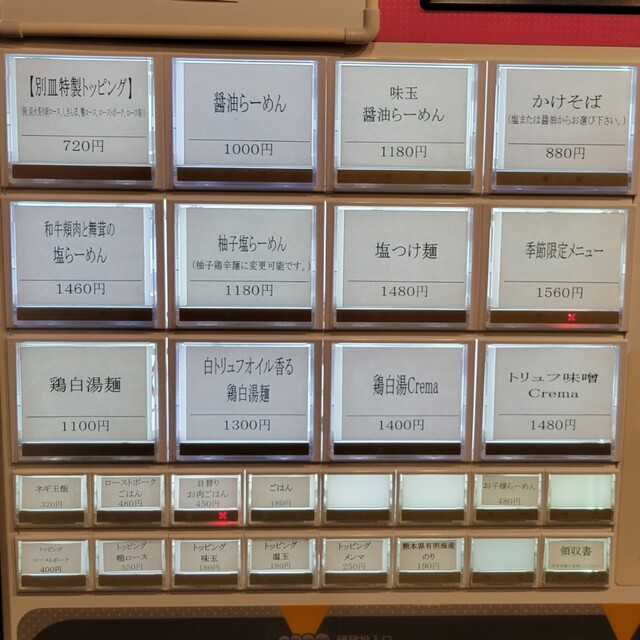 【別皿特製トッピング】
720円
醤油らーめん
1000円
味玉
醤油らーめん
1180円
かけそば
(塩または醤油からお選び下さい。)
880円
和牛頬肉と舞茸の
塩らーめん
1460円
柚子塩らーめん
(柚子鶏辛麺に変更可能です。)
1180円
塩つけ麺
1480円
季節限定メニュー
1560円
鶏白湯麺
1100円
白トリュフオイル香る
鶏白湯麺
1300円
鶏白湯Crema
1400円
トリュフ味噌
Crema
1480円
ネギ玉飯
320円
ローストポーク
ごはん
480円
日替り
お肉ごはん
450円
ごはん
180円
お子様らーめん
480円
トッピング
ローストポーク
400円
トッピング
鴨ロース
550円
トッピング
味玉
180円
トッピング
温玉
180円
トッピング
メンマ
250円
熊本県有明海産
のり
190円
領収書